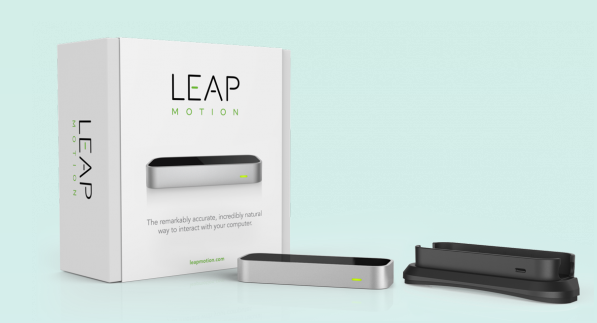 LEAP
MOTION
LEAP
MOTION
The remarkably accurate, incredibly natural
way to interact with your computer.
leapmotion.com